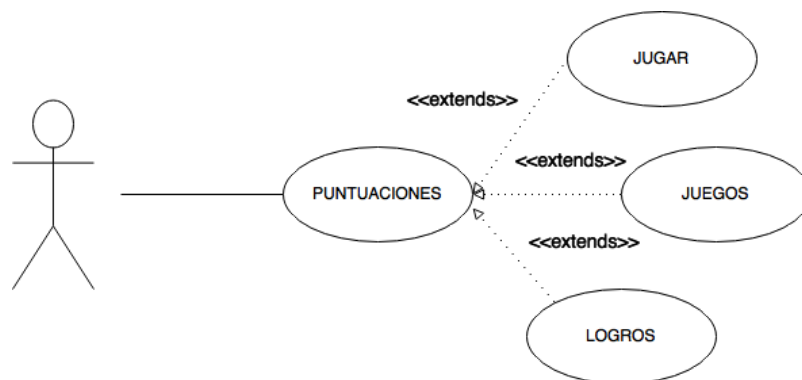 JUGAR
<<extends>>
<<extends>>
PUNTUACIONES
JUEGOS
<<extends>>
LOGROS